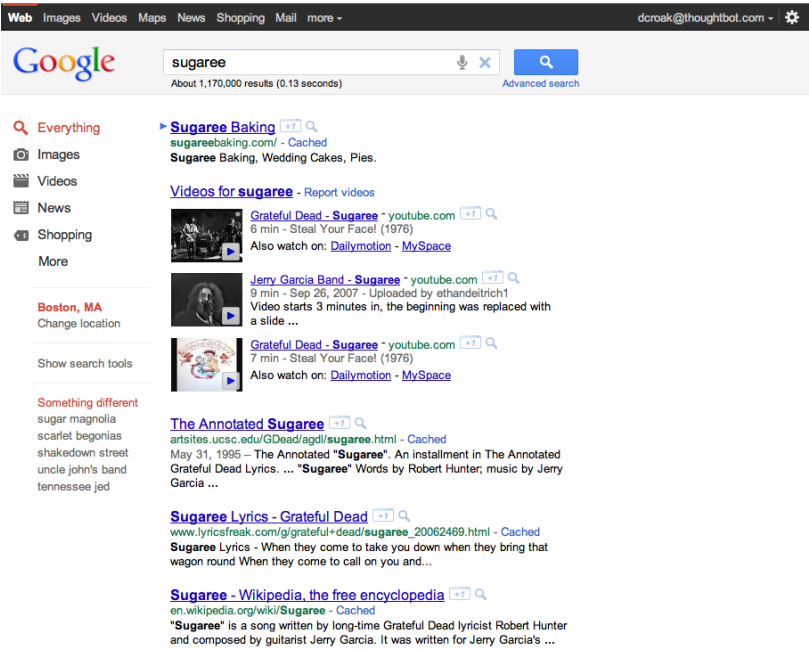 Web Images Videos Maps News Shopping Mail more
dcroak@thoughtbot.com
Google
sugaree
About 1,170,000 results (0.13 seconds)
Advanced search
Everything
Images
Videos
News
Shopping
More
Boston, MA
Change location
Show search tools
Something different
sugar magnolia
scarlet begonias
shakedown street
uncle john's band
tennessee jed
Sugaree Baking +1
sugareebaking.com/ - Cached
Sugaree Baking, Wedding Cakes, Pies.
Videos for sugaree - Report videos
Grateful Dead - Sugaree - youtube.com +1
6 min - Steal Your Face! (1976)
Also watch on: Dailymotion - MySpace
Jerry Garcia Band - Sugaree - youtube.com +1
9 min - Sep 26, 2007 - Uploaded by ethandeitrich1
Video starts 3 minutes in, the beginning was replaced with
a slide ...
Grateful Dead - Sugaree - youtube.com +1
7 min - Steal Your Face! (1976)
Also watch on: Dailymotion - MySpace
The Annotated Sugaree +1
artsites.ucsc.edu/GDead/agdl/sugaree.html - Cached
May 31, 1995 – The Annotated "Sugaree". An installment in The Annotated
Grateful Dead Lyrics. ... "Sugaree" Words by Robert Hunter; music by Jerry
Garcia ...
Sugaree Lyrics - Grateful Dead +1
www.lyricsfreak.com/g/grateful+dead/sugaree_20062469.html - Cached
Sugaree Lyrics - When they come to take you down when they bring that
wagon round When they come to call on you and...
Sugaree - Wikipedia, the free encyclopedia +1
en.wikipedia.org/wiki/Sugaree - Cached
"Sugaree" is a song written by long-time Grateful Dead lyricist Robert Hunter
and composed by guitarist Jerry Garcia. It was written for Jerry Garcia's ...